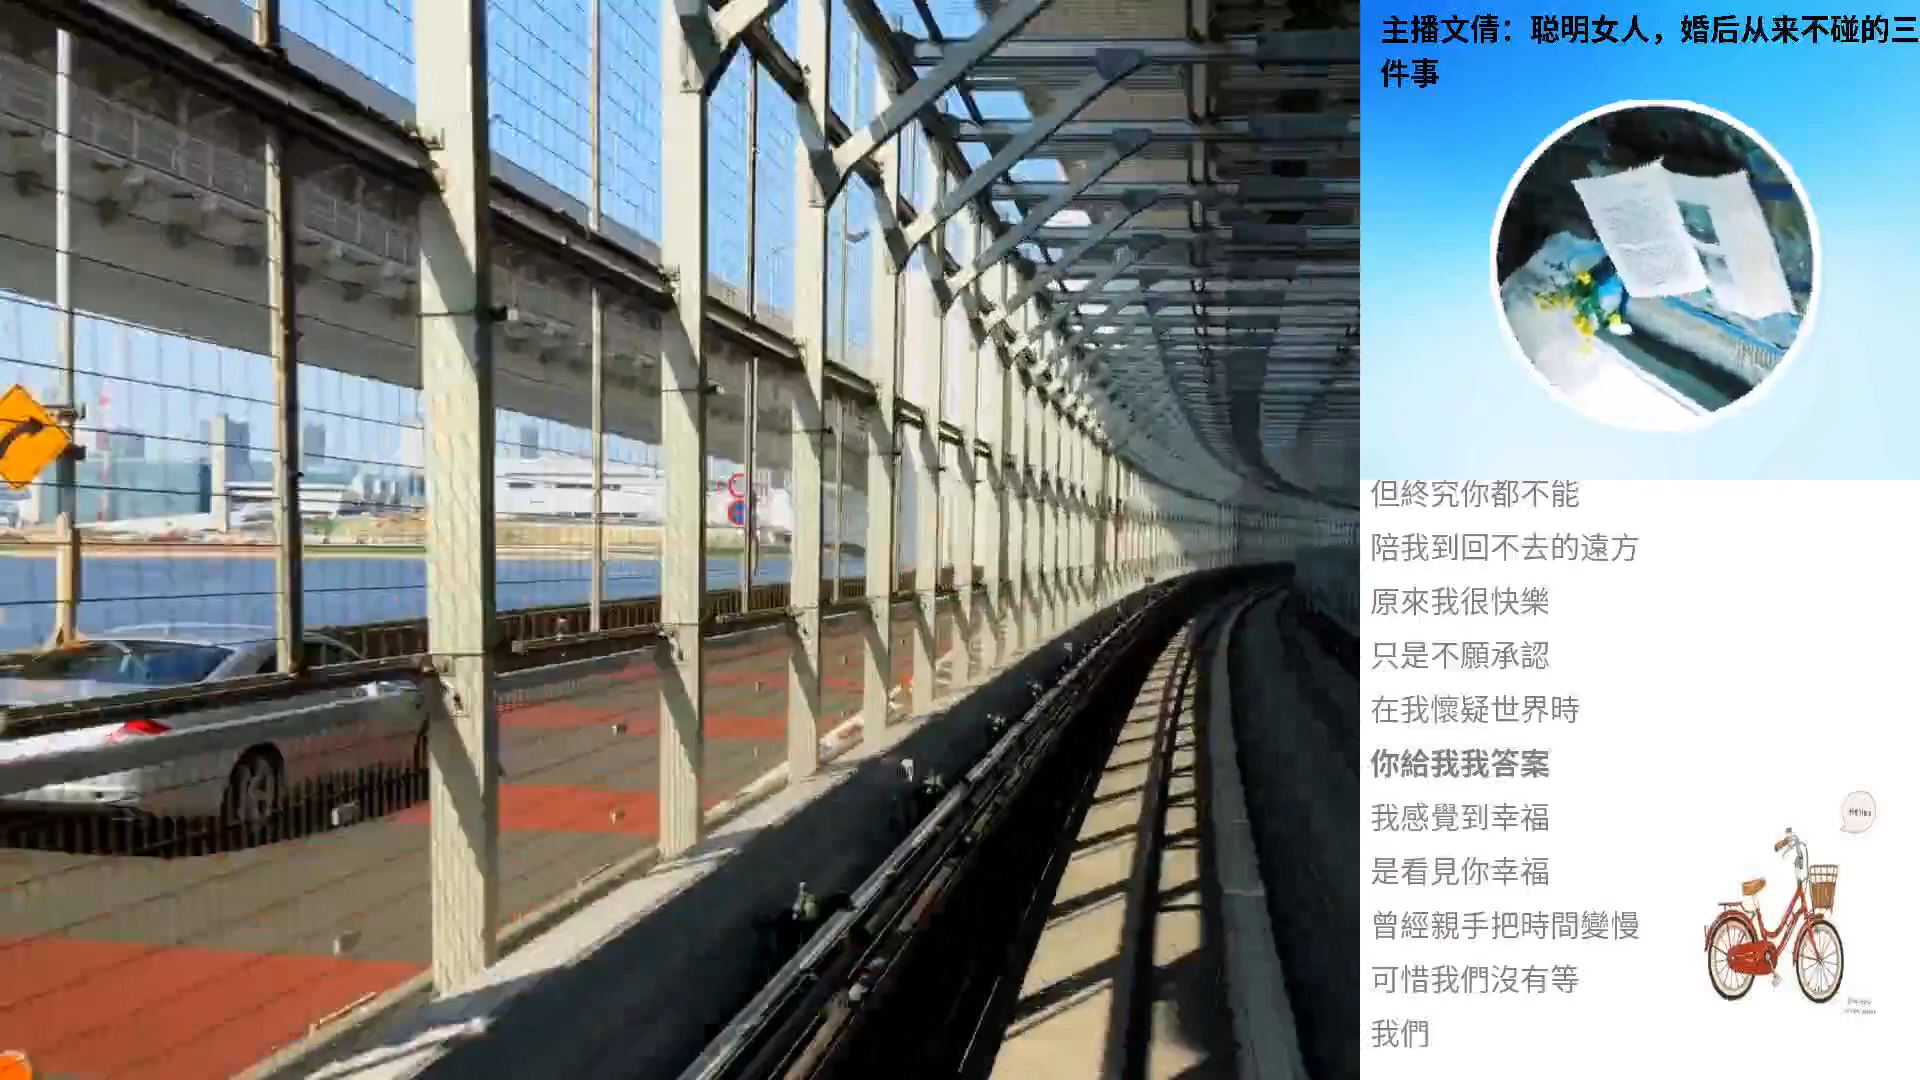 主播文倩：聪明女人，婚后从来不碰的三
件事
但終究你都不能
陪我到回不去的遠方
原來我很快樂
只是不願承認
在我懷疑世界時
你給我我答案
我感覺到幸福
是看見你幸福
曾經親手把時間變慢
可惜我們沒有等
我們